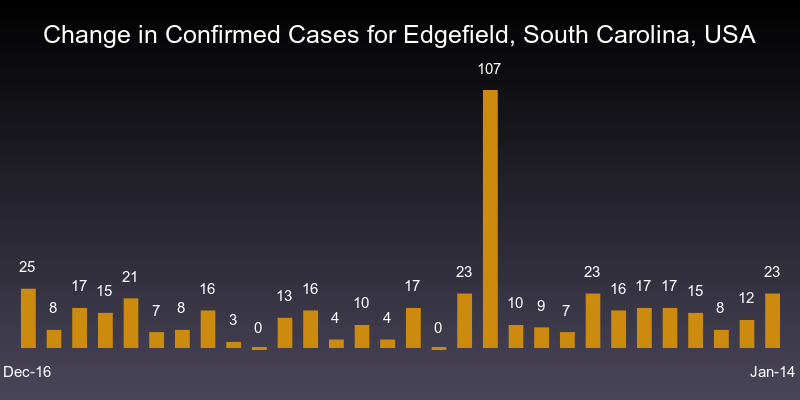 Change in Confirmed Cases for Edgefield, South Carolina, USA
25 8 17 15 21 7 8 16 3 0 13 16 4 10 4 17 0 23 107 10 9 7 23 16 17 17 15 8 12 23
Dec-16 Jan-14